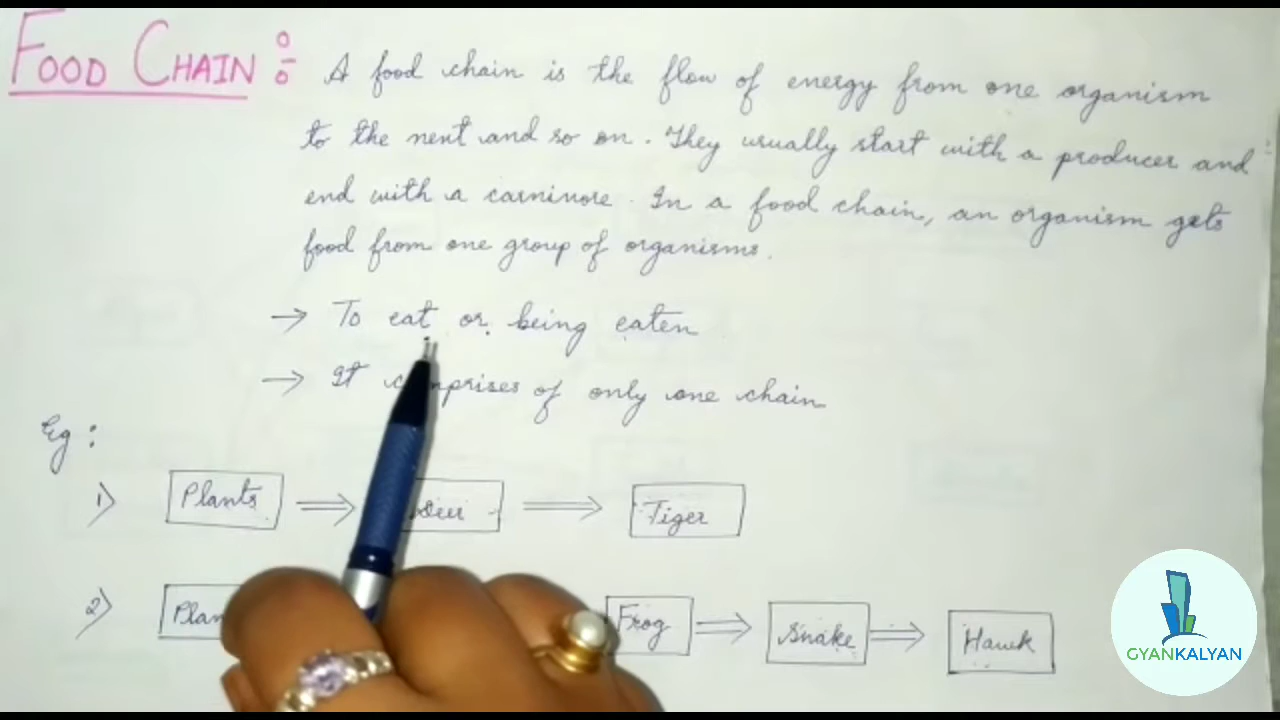 FOOD CHAIN :
A food chain is the flow of energy from one organism
to the next and so on. They usually start with a producer and
end with a carnivore. In a food chain, an organism gets
food from one group of organisms.
→ To eat or being eaten
→ It comprises of only one chain
Eg :
1) Plants ⇒ Deer ⇒ Tiger
2) Frog ⇒ Snake ⇒ Hawk
GYANKALYAN